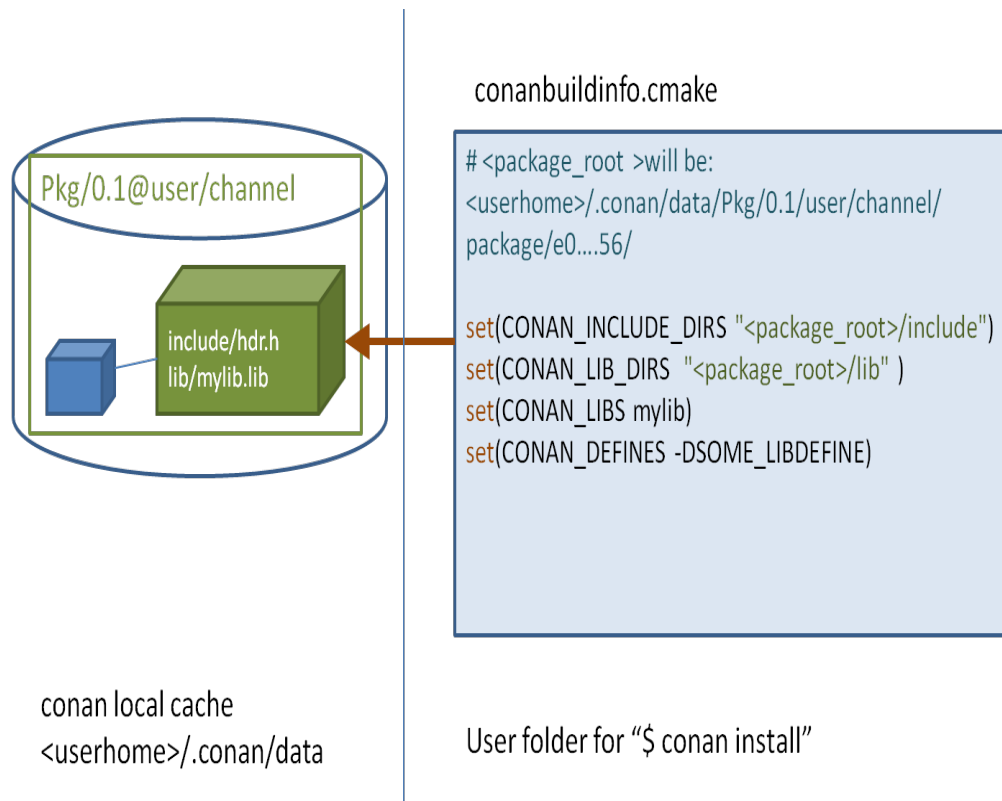 Pkg/0.1@user/channel
include/hdr.h
lib/mylib.lib
conan local cache
<userhome>/.conan/data
conanbuildinfo.cmake
# <package_root >will be:
<userhome>/.conan/data/Pkg/0.1/user/channel/
package/e0....56/
set(CONAN_INCLUDE_DIRS "<package_root>/include")
set(CONAN_LIB_DIRS "<package_root>/lib" )
set(CONAN_LIBS mylib)
set(CONAN_DEFINES -DSOME_LIBDEFINE)
User folder for “$ conan install”